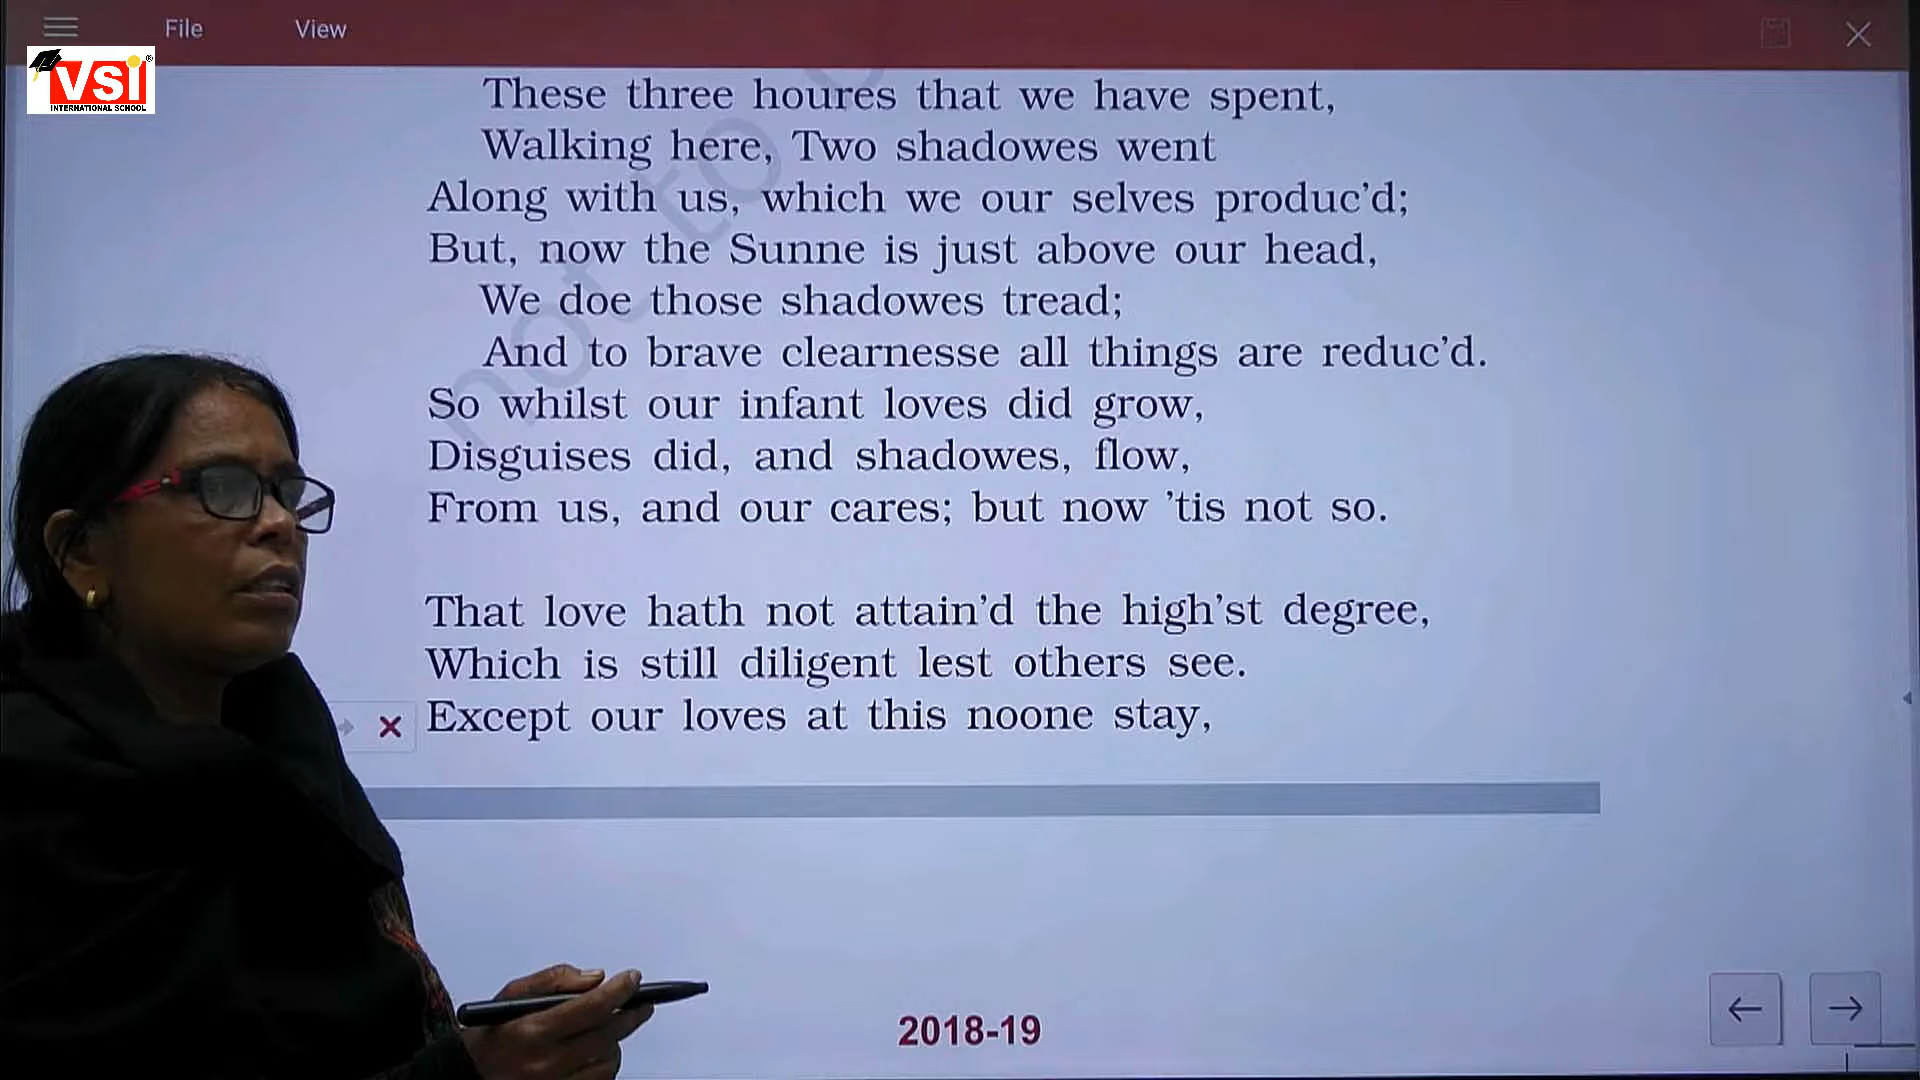 File View
VSI
INTERNATIONAL SCHOOL
These three houres that we have spent,
Walking here, Two shadowes went
Along with us, which we our selves produc’d;
But, now the Sunne is just above our head,
We doe those shadowes tread;
And to brave clearnesse all things are reduc’d.
So whilst our infant loves did grow,
Disguises did, and shadowes, flow,
From us, and our cares; but now ’tis not so.
That love hath not attain’d the high’st degree,
Which is still diligent lest others see.
Except our loves at this noone stay,
not to
2018-19